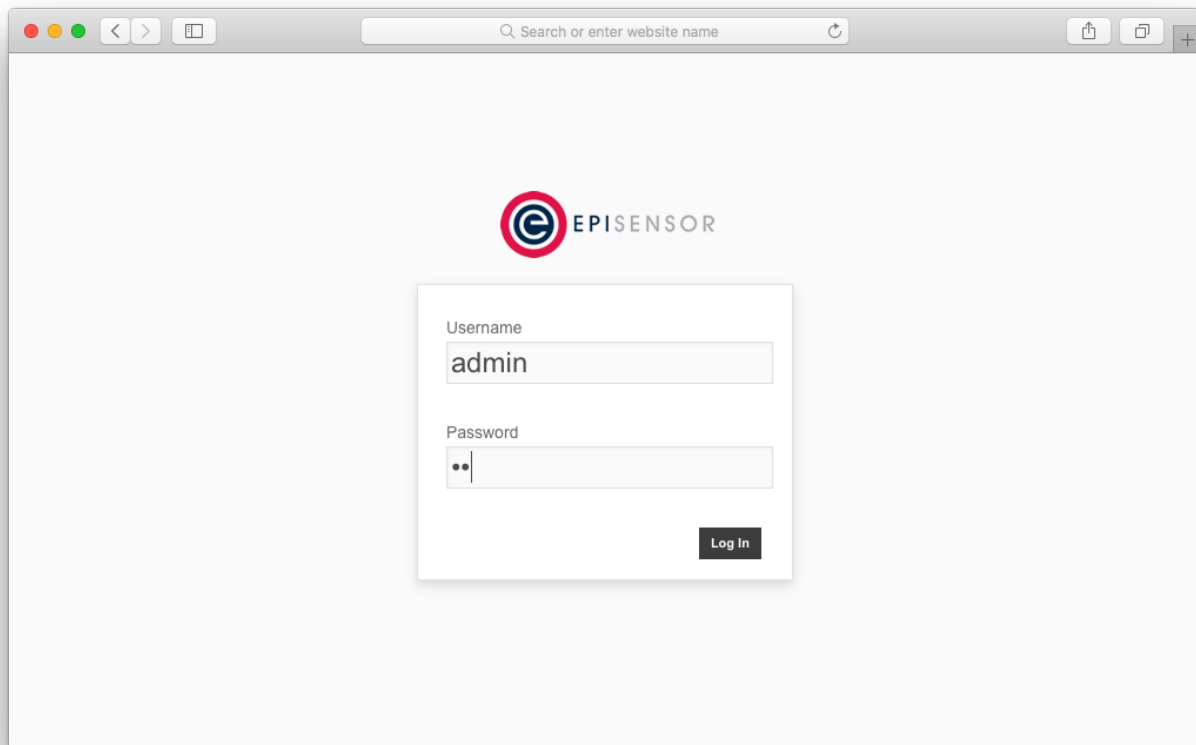 Search or enter website name
EPISENSOR
Username
admin
Password
••
Log In